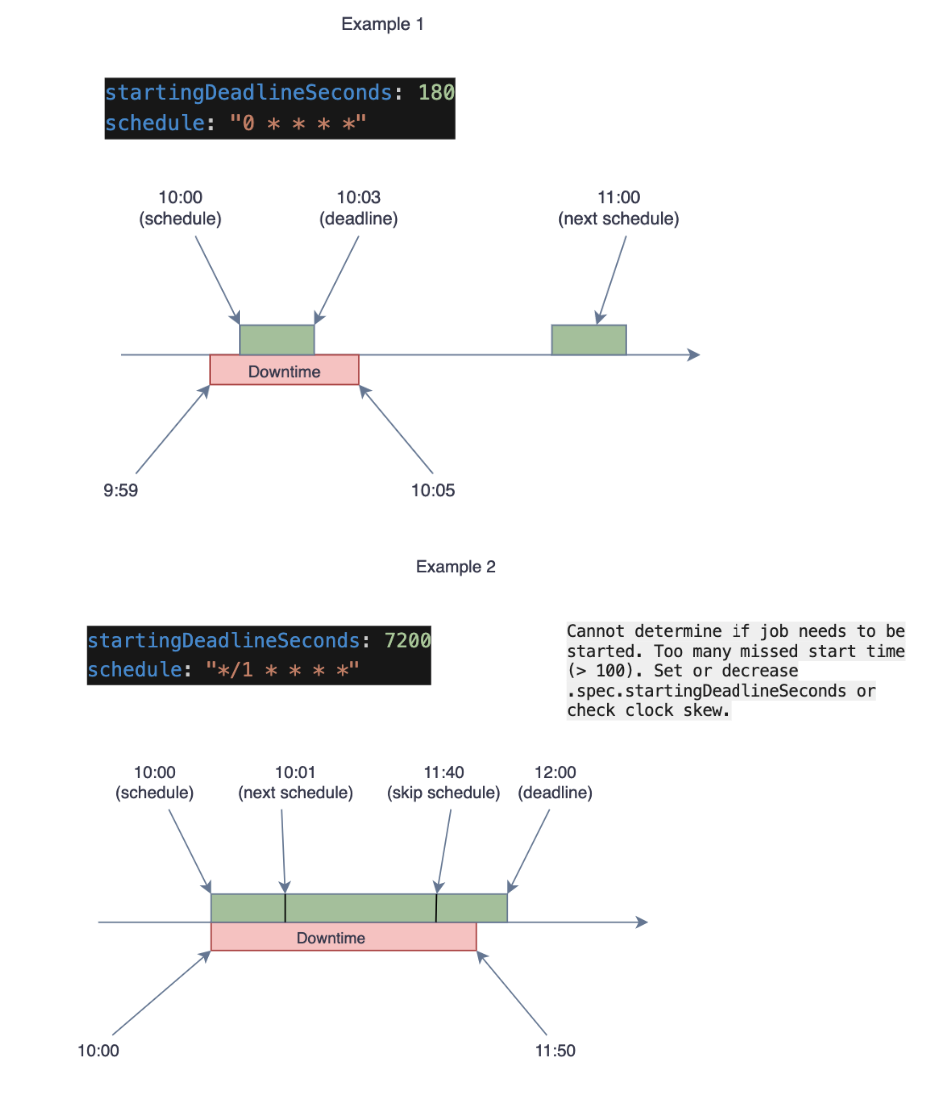 Example 1
startingDeadlineSeconds: 180
schedule: "0 * * * *"
10:00
(schedule)
10:03
(deadline)
11:00
(next schedule)
Downtime
9:59
10:05
Example 2
startingDeadlineSeconds: 7200
schedule: "*/1 * * * *"
Cannot determine if job needs to be
started. Too many missed start time
(> 100). Set or decrease
.spec.startingDeadlineSeconds or
check clock skew.
10:00
(schedule)
10:01
(next schedule)
11:40
(skip schedule)
12:00
(deadline)
Downtime
10:00
11:50